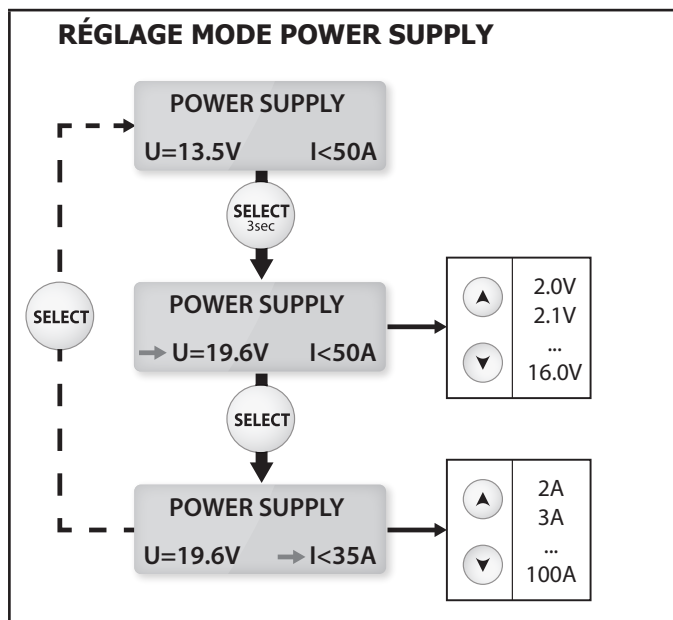 RÉGLAGE MODE POWER SUPPLY
POWER SUPPLY
U=13.5V I<50A
SELECT
3sec
POWER SUPPLY
U=19.6V I<50A
2.0V
2.1V
...
16.0V
SELECT
SELECT
POWER SUPPLY
U=19.6V I<35A
2A
3A
...
100A